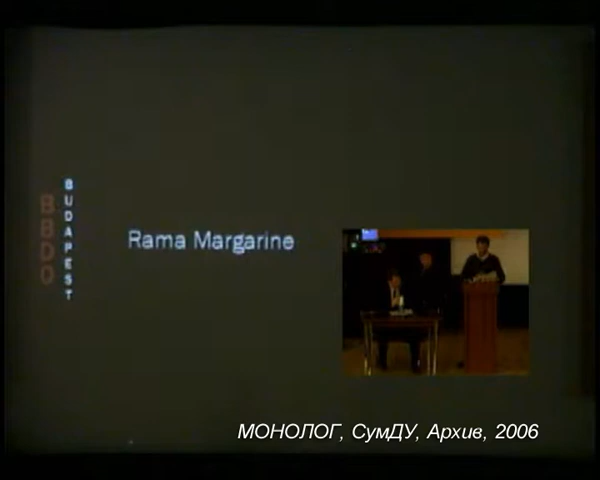 BBDO
BUDAPEST
Rama Margarine
МОНОЛОГ, СумДУ, Архив, 2006